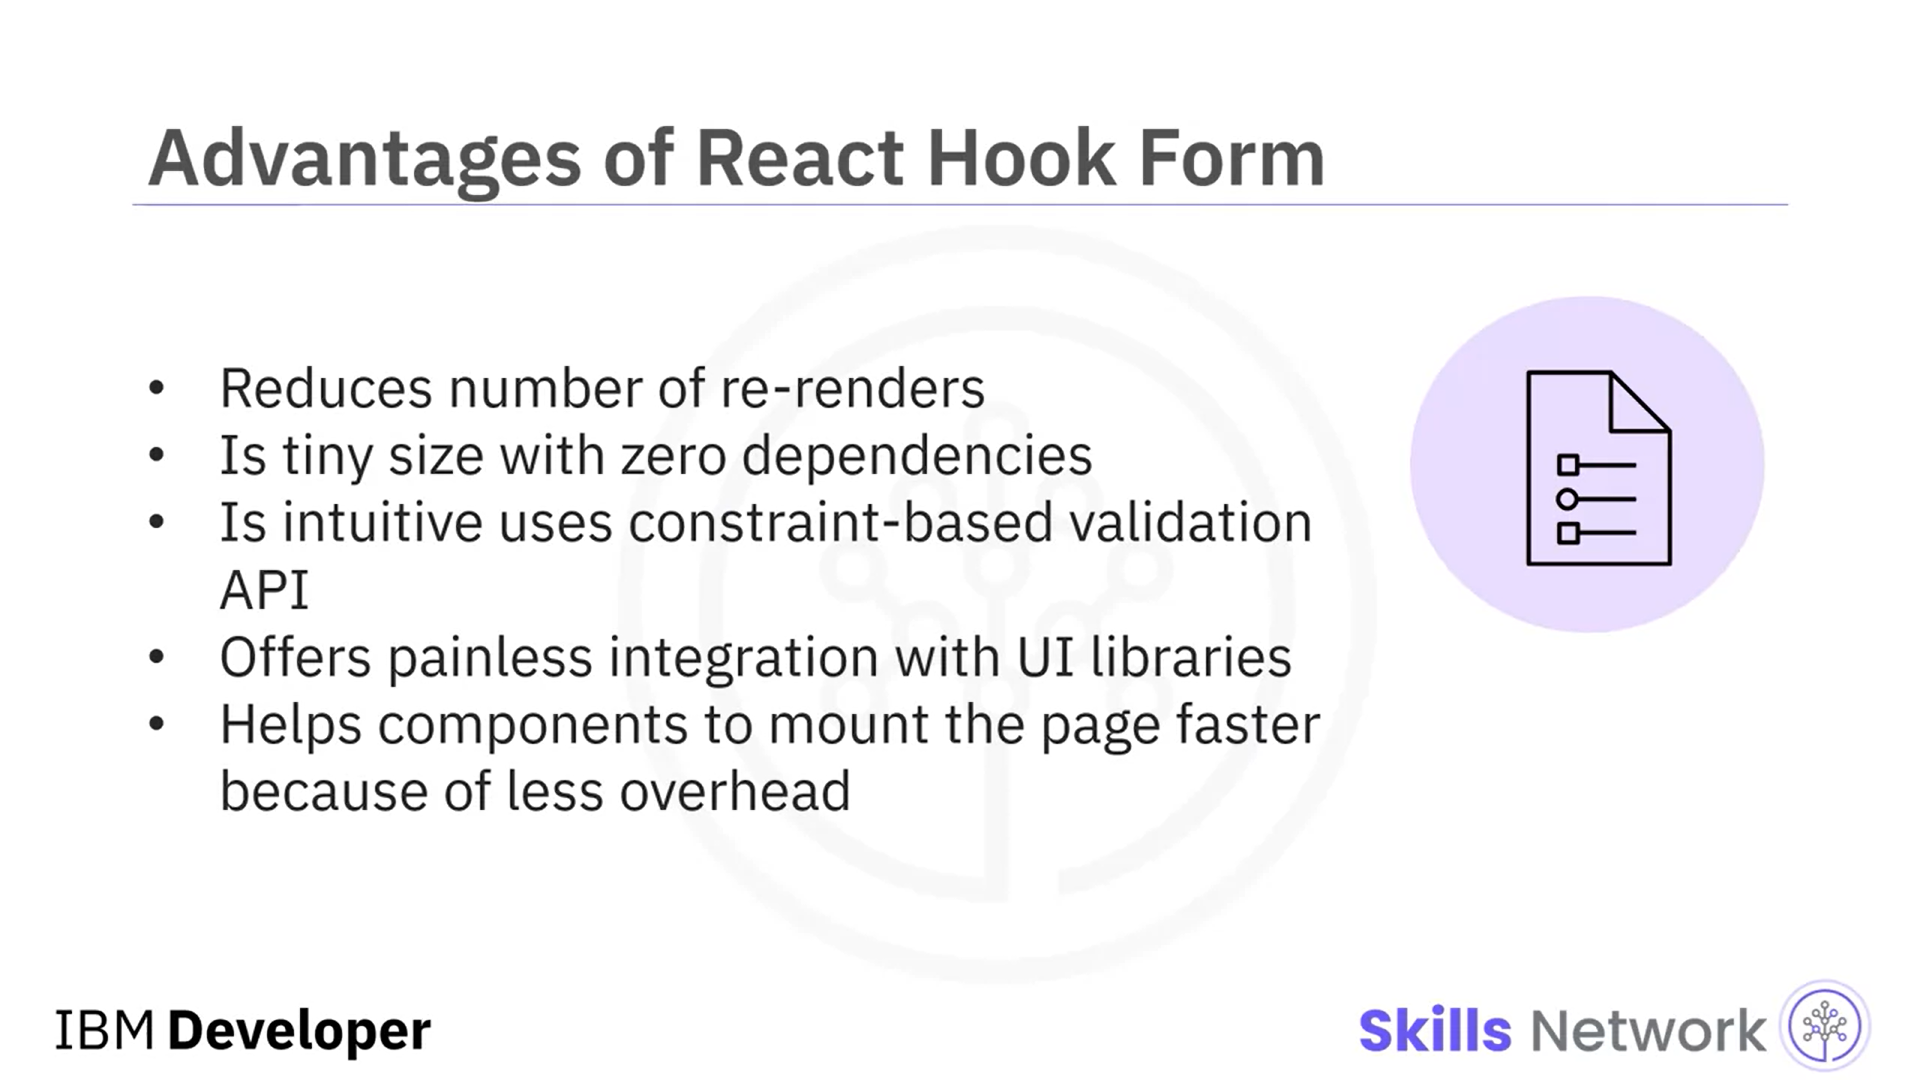 Advantages of React Hook Form
• Reduces number of re-renders
• Is tiny size with zero dependencies
• Is intuitive uses constraint-based validation
API
• Offers painless integration with UI libraries
• Helps components to mount the page faster
because of less overhead
IBM Developer
Skills Network